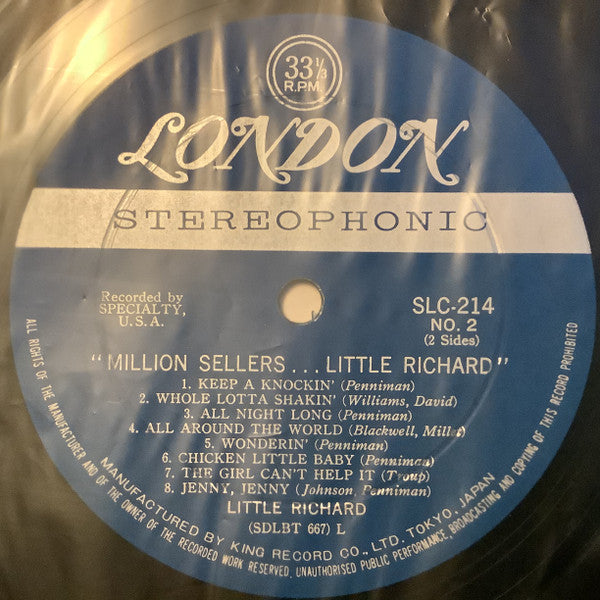 33 1/3
R.P.M.
LONDON
STEREOPHONIC
Recorded by
SPECIALTY,
U.S.A.
SLC-214
NO. 2
(2 Sides)
"MILLION SELLERS...LITTLE RICHARD"
1. KEEP A KNOCKIN' (Penniman)
2. WHOLE LOTTA SHAKIN' (Williams, David)
3. ALL NIGHT LONG (Penniman)
4. ALL AROUND THE WORLD (Blackwell, Millet)
5. WONDERIN' (Penniman)
6. CHICKEN LITTLE BABY (Penniman)
7. THE GIRL CAN'T HELP IT (Troup)
8. JENNY, JENNY (Johnson, Penniman)
LITTLE RICHARD
(SDLBT 667) L
MANUFACTURED BY KING RECORD CO., LTD. TOKYO, JAPAN
ALL RIGHTS OF THE MANUFACTURER AND OF THE OWNER OF THE RECORDED WORK RESERVED. UNAUTHORISED PUBLIC PERFORMANCE, BROADCASTING AND COPYING OF THIS RECORD PROHIBITED